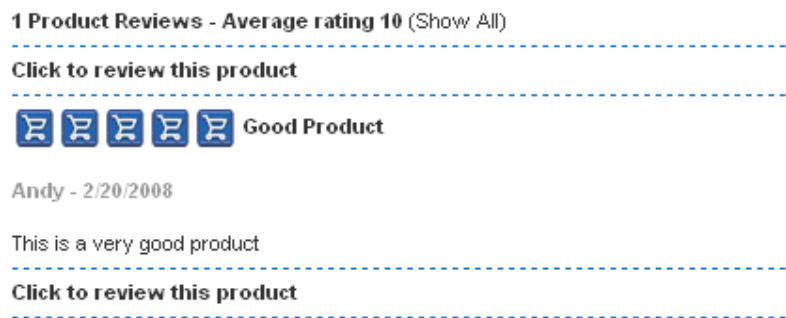 1 Product Reviews - Average rating 10 (Show All)
Click to review this product
Good Product
Andy - 2/20/2008
This is a very good product
Click to review this product